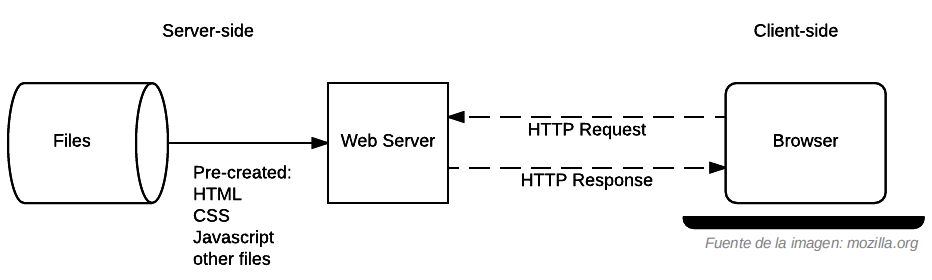 Server-side
Client-side
Files
Web Server
Browser
HTTP Request
HTTP Response
Pre-created:
HTML
CSS
Javascript
other files
Fuente de la imagen: mozilla.org